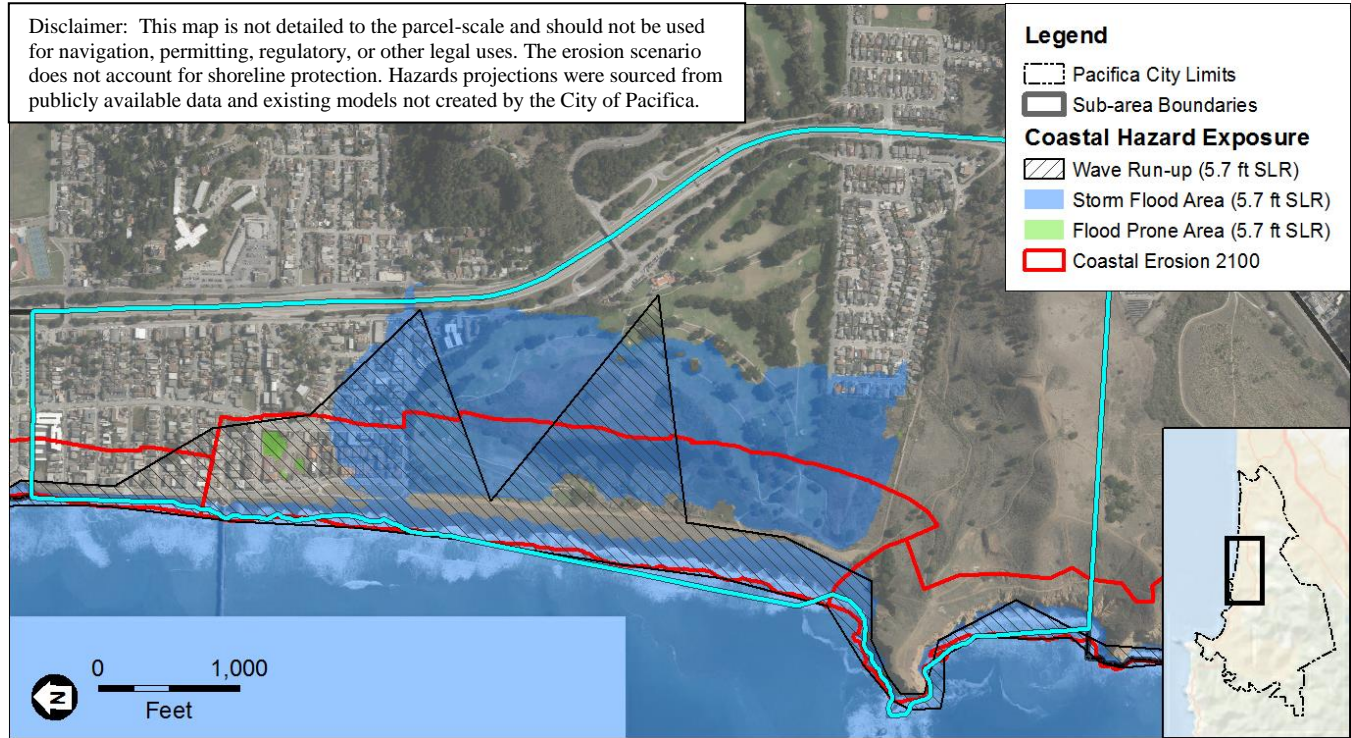 Disclaimer: This map is not detailed to the parcel-scale and should not be used
for navigation, permitting, regulatory, or other legal uses. The erosion scenario
does not account for shoreline protection. Hazards projections were sourced from
publicly available data and existing models not created by the City of Pacifica.
Legend
Pacifica City Limits
Sub-area Boundaries
Coastal Hazard Exposure
Wave Run-up (5.7 ft SLR)
Storm Flood Area (5.7 ft SLR)
Flood Prone Area (5.7 ft SLR)
Coastal Erosion 2100
N
0 1,000
Feet